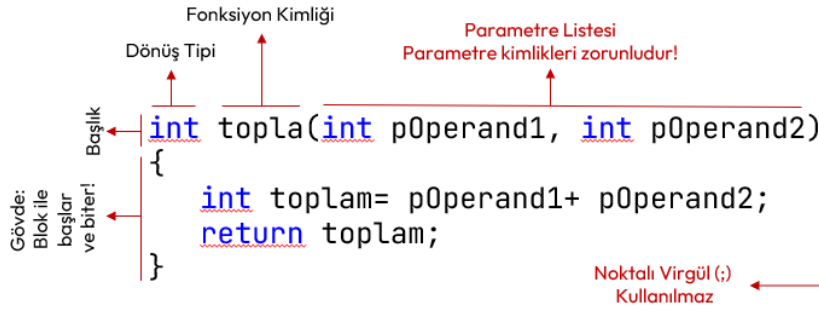 Fonksiyon Kimliği
Dönüş Tipi
Parametre Listesi
Parametre kimlikleri zorunludur!
Başlık
int topla(int pOperand1, int pOperand2)
{
int toplam= pOperand1+ pOperand2;
return toplam;
}
Gövde:
Blok ile
başlar
ve biter!
Noktalı Virgül (;)
Kullanılmaz